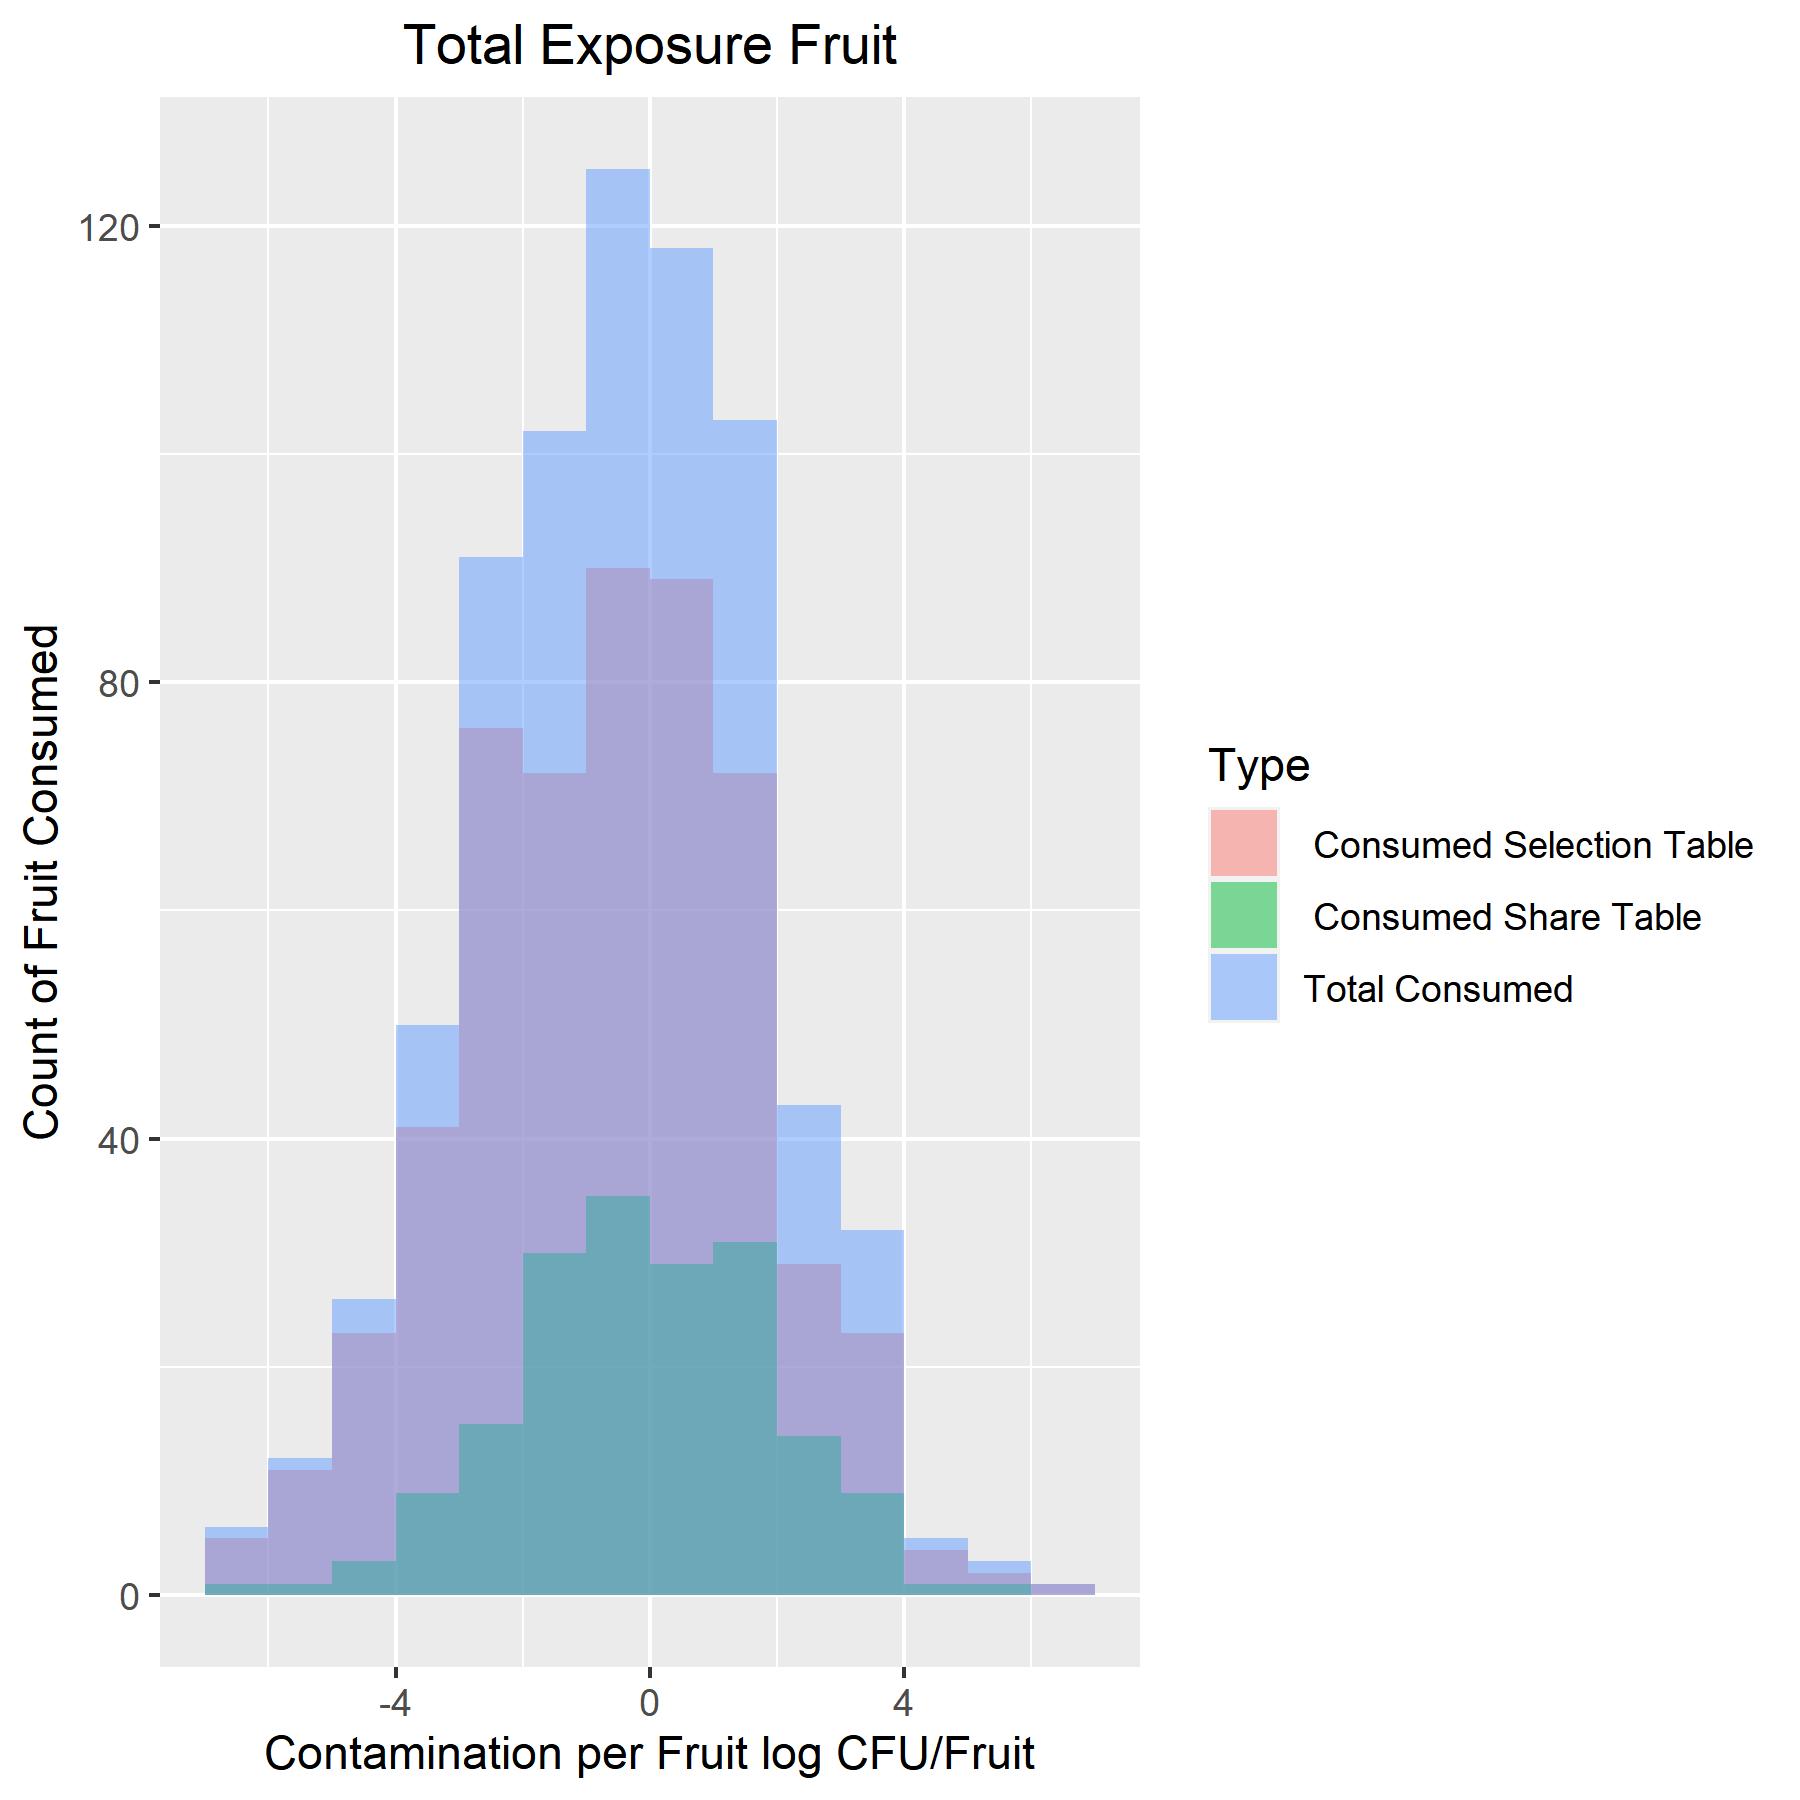 Total Exposure Fruit
120
80
40
0
Count of Fruit Consumed
-4 0 4
Contamination per Fruit log CFU/Fruit
Type
Consumed Selection Table
Consumed Share Table
Total Consumed